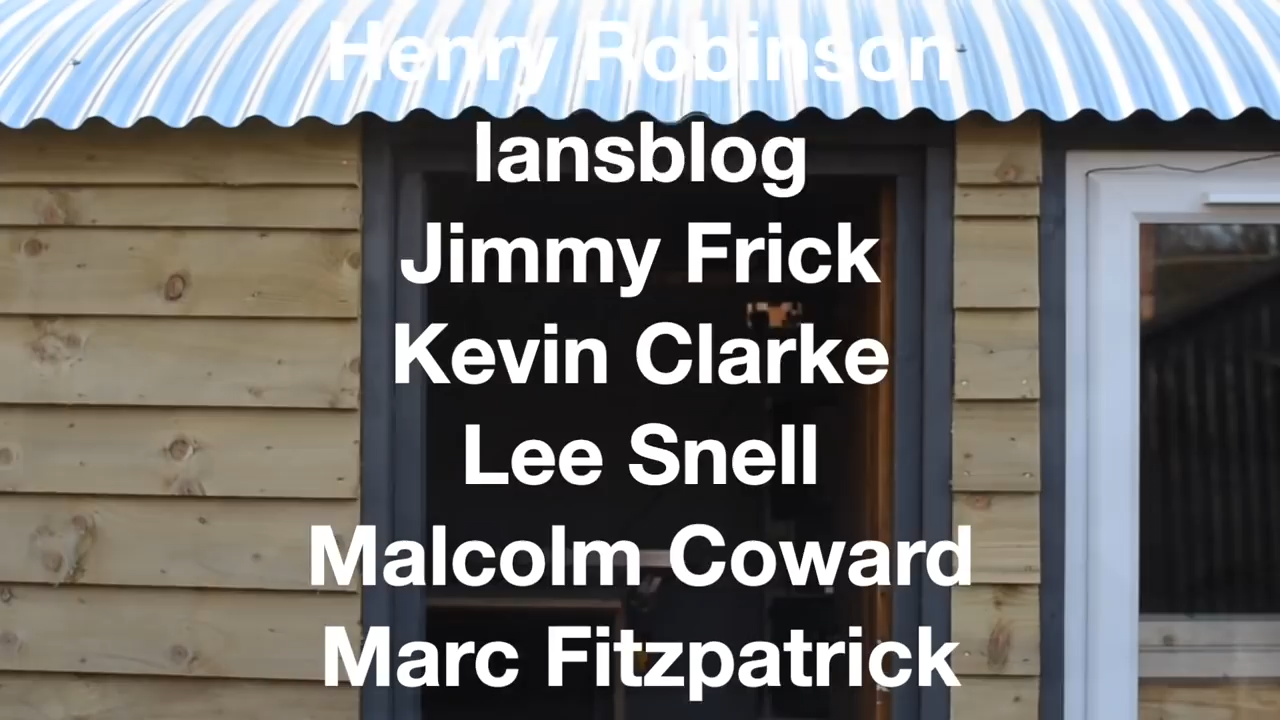 Henry Robinson
Iansblog
Jimmy Frick
Kevin Clarke
Lee Snell
Malcolm Coward
Marc Fitzpatrick